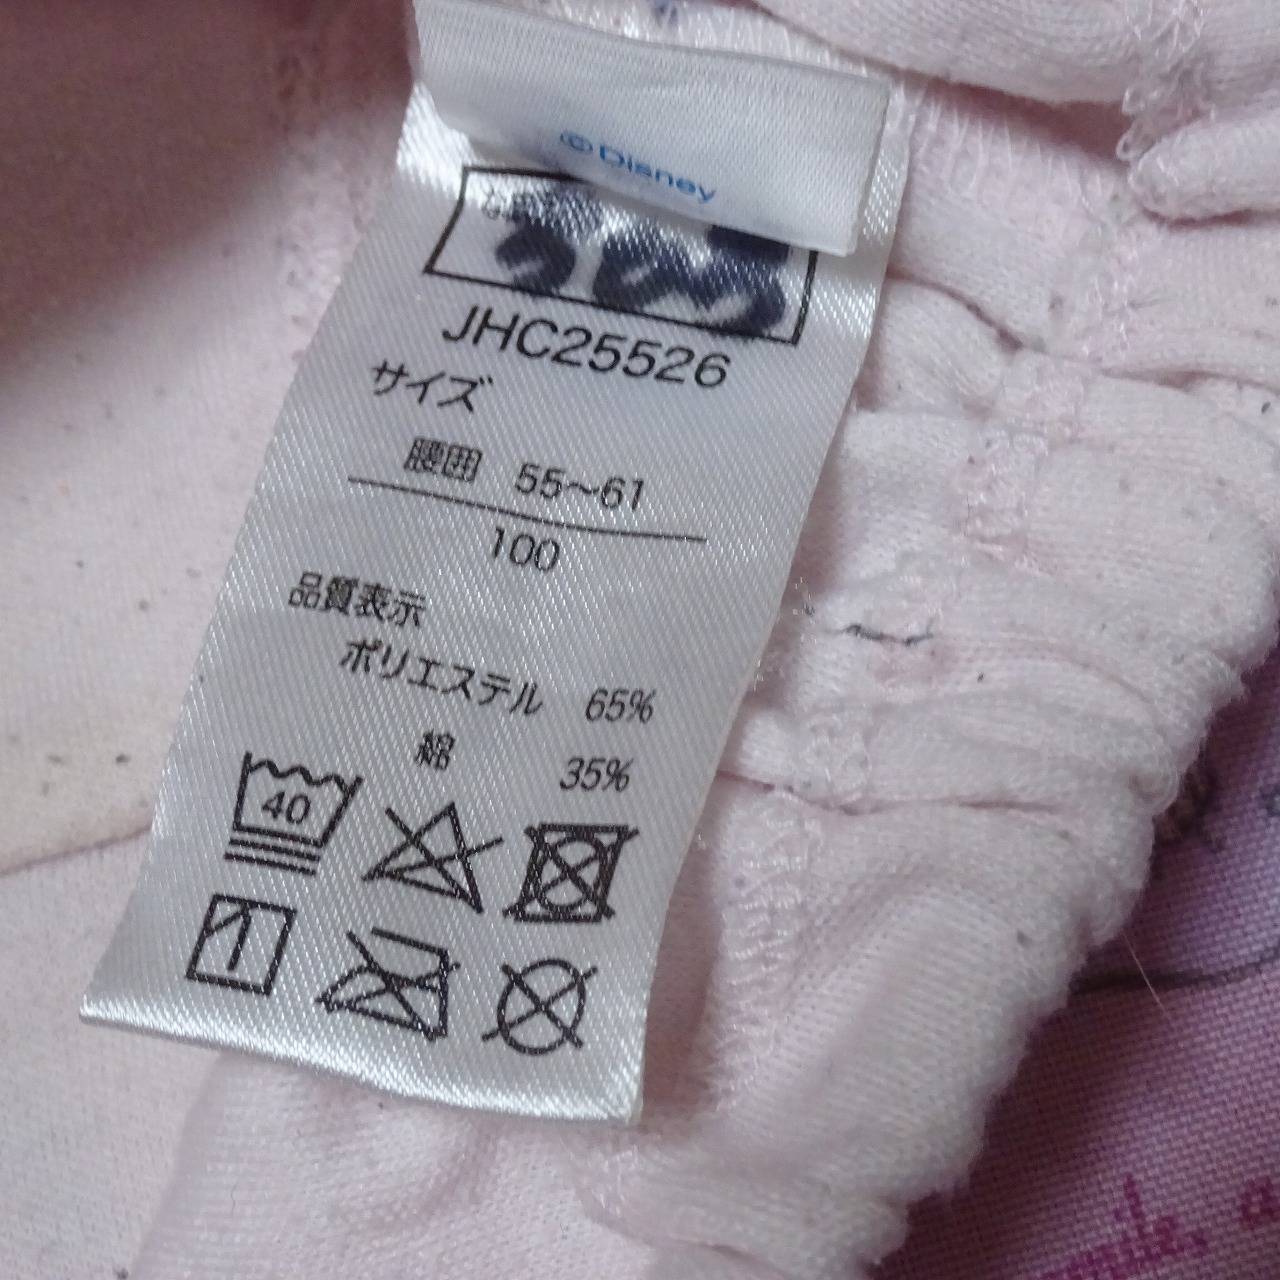 ©Disney
JHC25526
サイズ
腰囲 55～61
100
品質表示
ポリエステル 65%
綿 35%
40